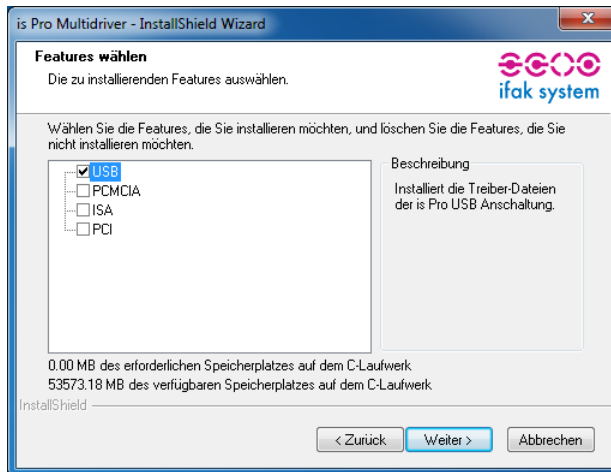 is Pro Multidriver - InstallShield Wizard
Features wählen
Die zu installierenden Features auswählen.
ifak system
Wählen Sie die Features, die Sie installieren möchten, und löschen Sie die Features, die Sie
nicht installieren möchten.
USB
PCMCIA
ISA
PCI
Beschreibung
Installiert die Treiber-Dateien
der is Pro USB Anschaltung.
0.00 MB des erforderlichen Speicherplatzes auf dem C-Laufwerk
53573.18 MB des verfügbaren Speicherplatzes auf dem C-Laufwerk
InstallShield
< Zurück
Weiter >
Abbrechen